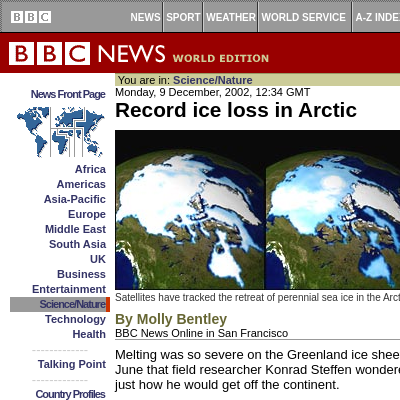 BBC NEWS SPORT WEATHER WORLD SERVICE A-Z INDE
BBC NEWS WORLD EDITION
You are in: Science/Nature
News Front Page
Africa
Americas
Asia-Pacific
Europe
Middle East
South Asia
UK
Business
Entertainment
Science/Nature
Technology
Health
-------------
Talking Point
-------------
Country Profiles
Monday, 9 December, 2002, 12:34 GMT
Record ice loss in Arctic
Satellites have tracked the retreat of perennial sea ice in the Arct
By Molly Bentley
BBC News Online in San Francisco
Melting was so severe on the Greenland ice shee
June that field researcher Konrad Steffen wondere
just how he would get off the continent.